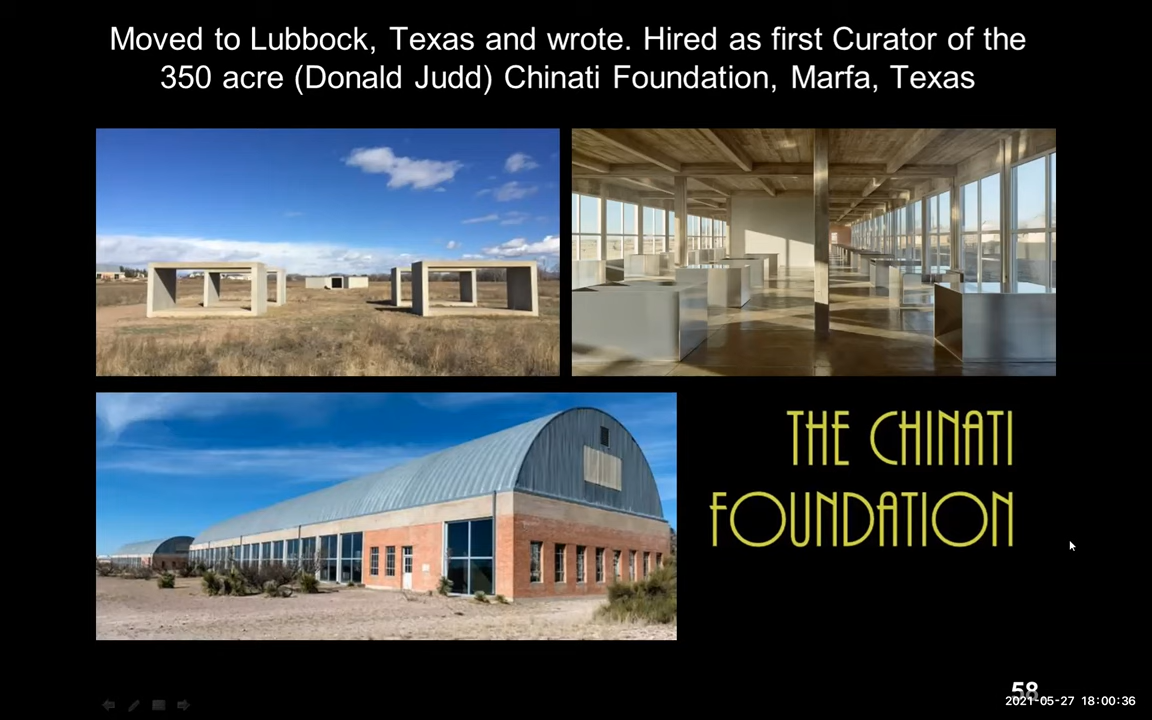 Moved to Lubbock, Texas and wrote. Hired as first Curator of the
350 acre (Donald Judd) Chinati Foundation, Marfa, Texas
THE CHINATI
FOUNDATION
58
2021-05-27 18:00:36